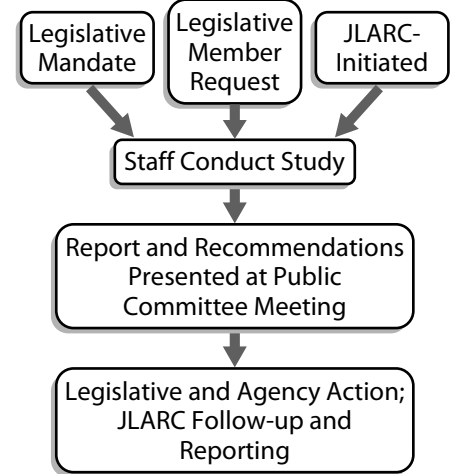 Legislative
Mandate
Legislative
Member
Request
JLARC-
Initiated
Staff Conduct Study
Report and Recommendations
Presented at Public
Committee Meeting
Legislative and Agency Action;
JLARC Follow-up and
Reporting